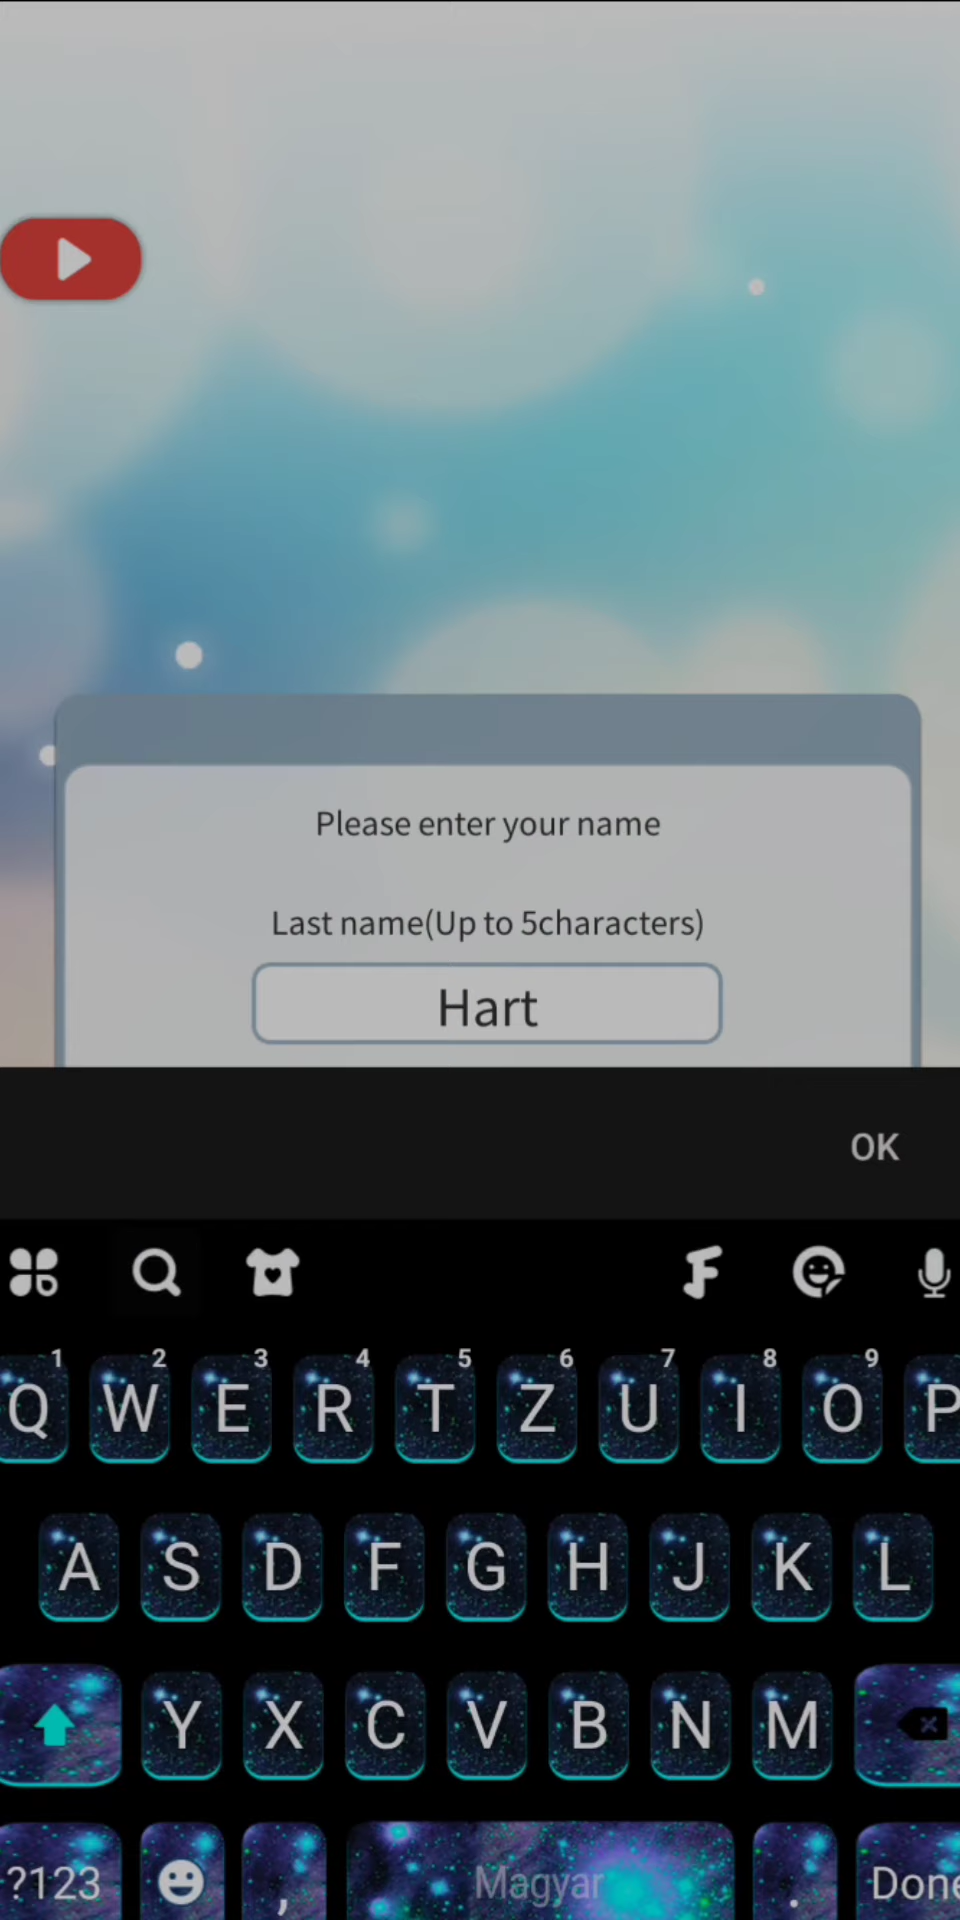 Please enter your name
Last name(Up to 5characters)
Hart
OK
1 2 3 4 5 6 7 8 9
Q W E R T Z U I O P
A S D F G H J K L
Y X C V B N M
?123 , Magyar . Done